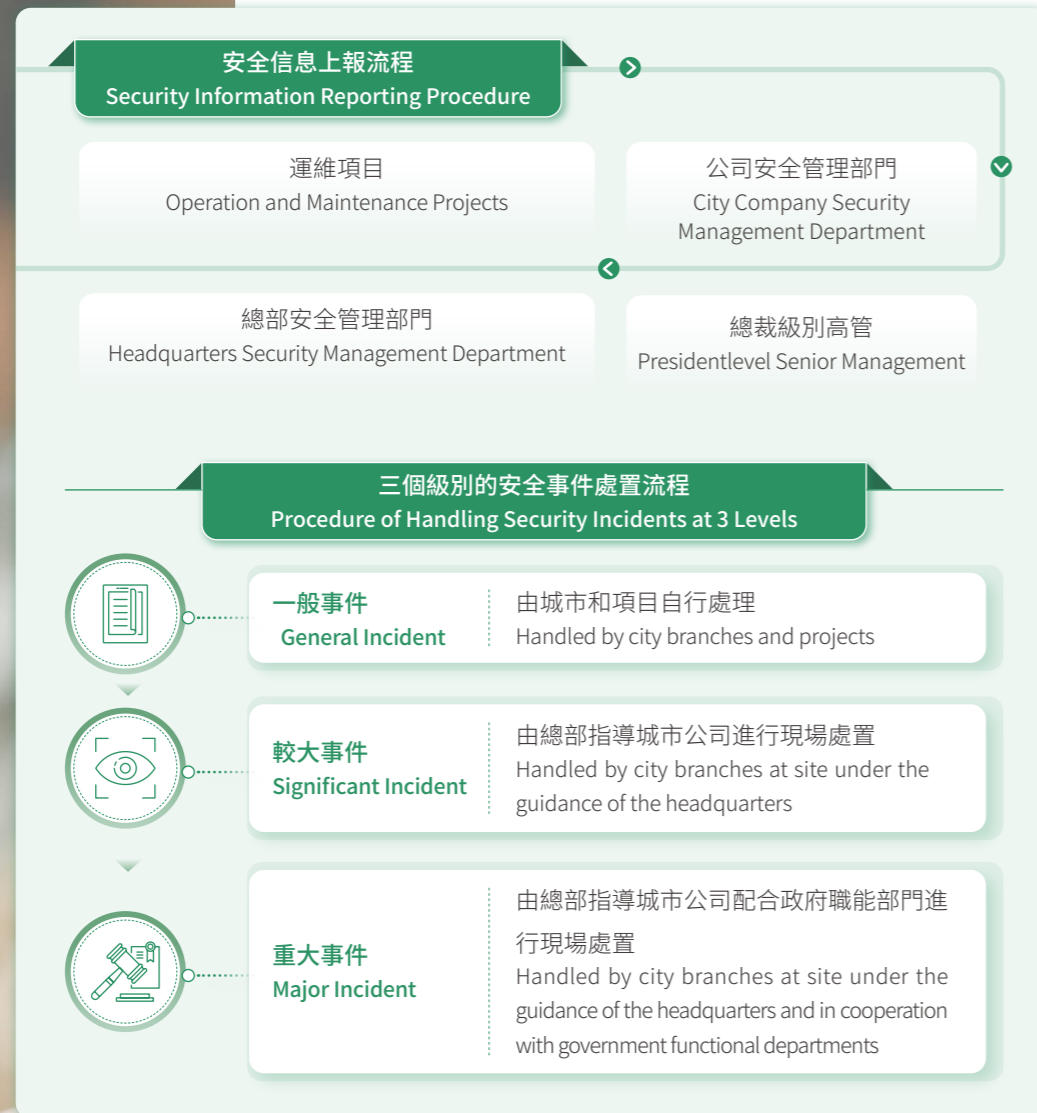 安全信息上報流程
Security Information Reporting Procedure
運維項目
Operation and Maintenance Projects
公司安全管理部門
City Company Security
Management Department
總部安全管理部門
Headquarters Security Management Department
總裁級別高管
Presidentlevel Senior Management
三個級別的安全事件處置流程
Procedure of Handling Security Incidents at 3 Levels
一般事件
General Incident
由城市和項目自行處理
Handled by city branches and projects
較大事件
Significant Incident
由總部指導城市公司進行現場處置
Handled by city branches at site under the
guidance of the headquarters
重大事件
Major Incident
由總部指導城市公司配合政府職能部門進
行現場處置
Handled by city branches at site under the
guidance of the headquarters and in cooperation
with government functional departments